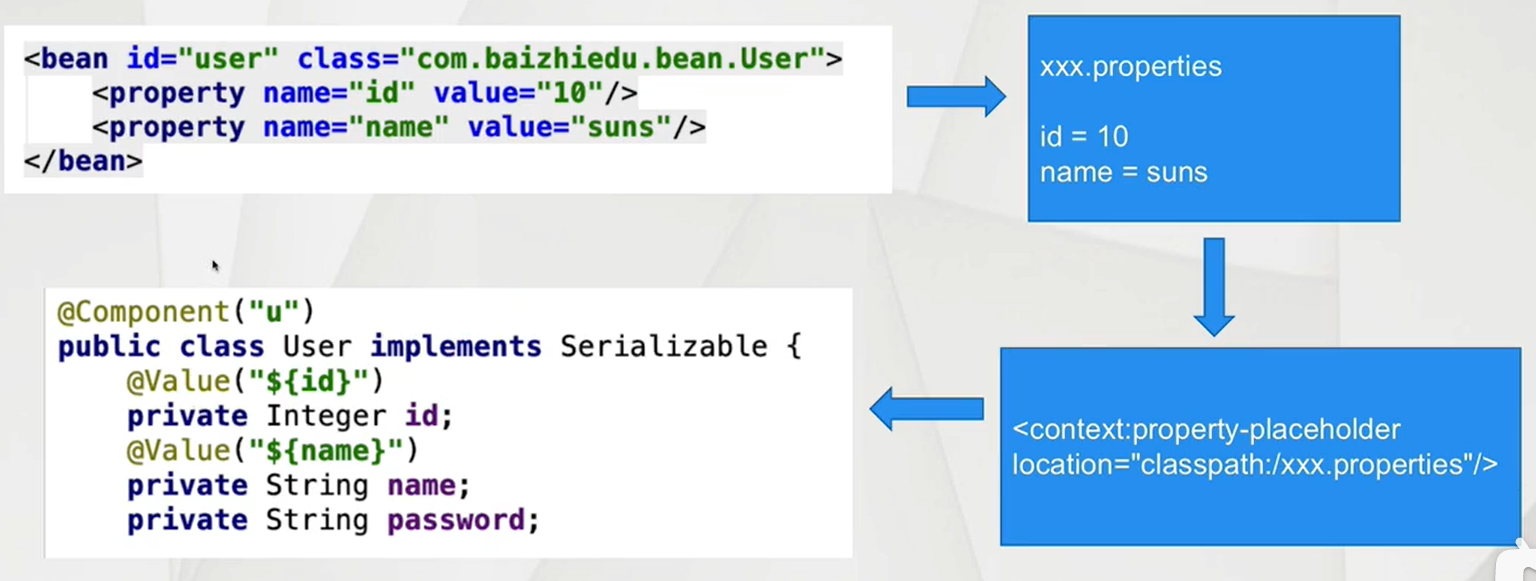 <bean id="user" class="com.baizhiedu.bean.User">
<property name="id" value="10"/>
<property name="name" value="suns"/>
</bean>
xxx.properties
id = 10
name = suns
<context:property-placeholder
location="classpath:/xxx.properties"/>
@Component("u")
public class User implements Serializable {
@Value("${id}")
private Integer id;
@Value("${name}")
private String name;
private String password;